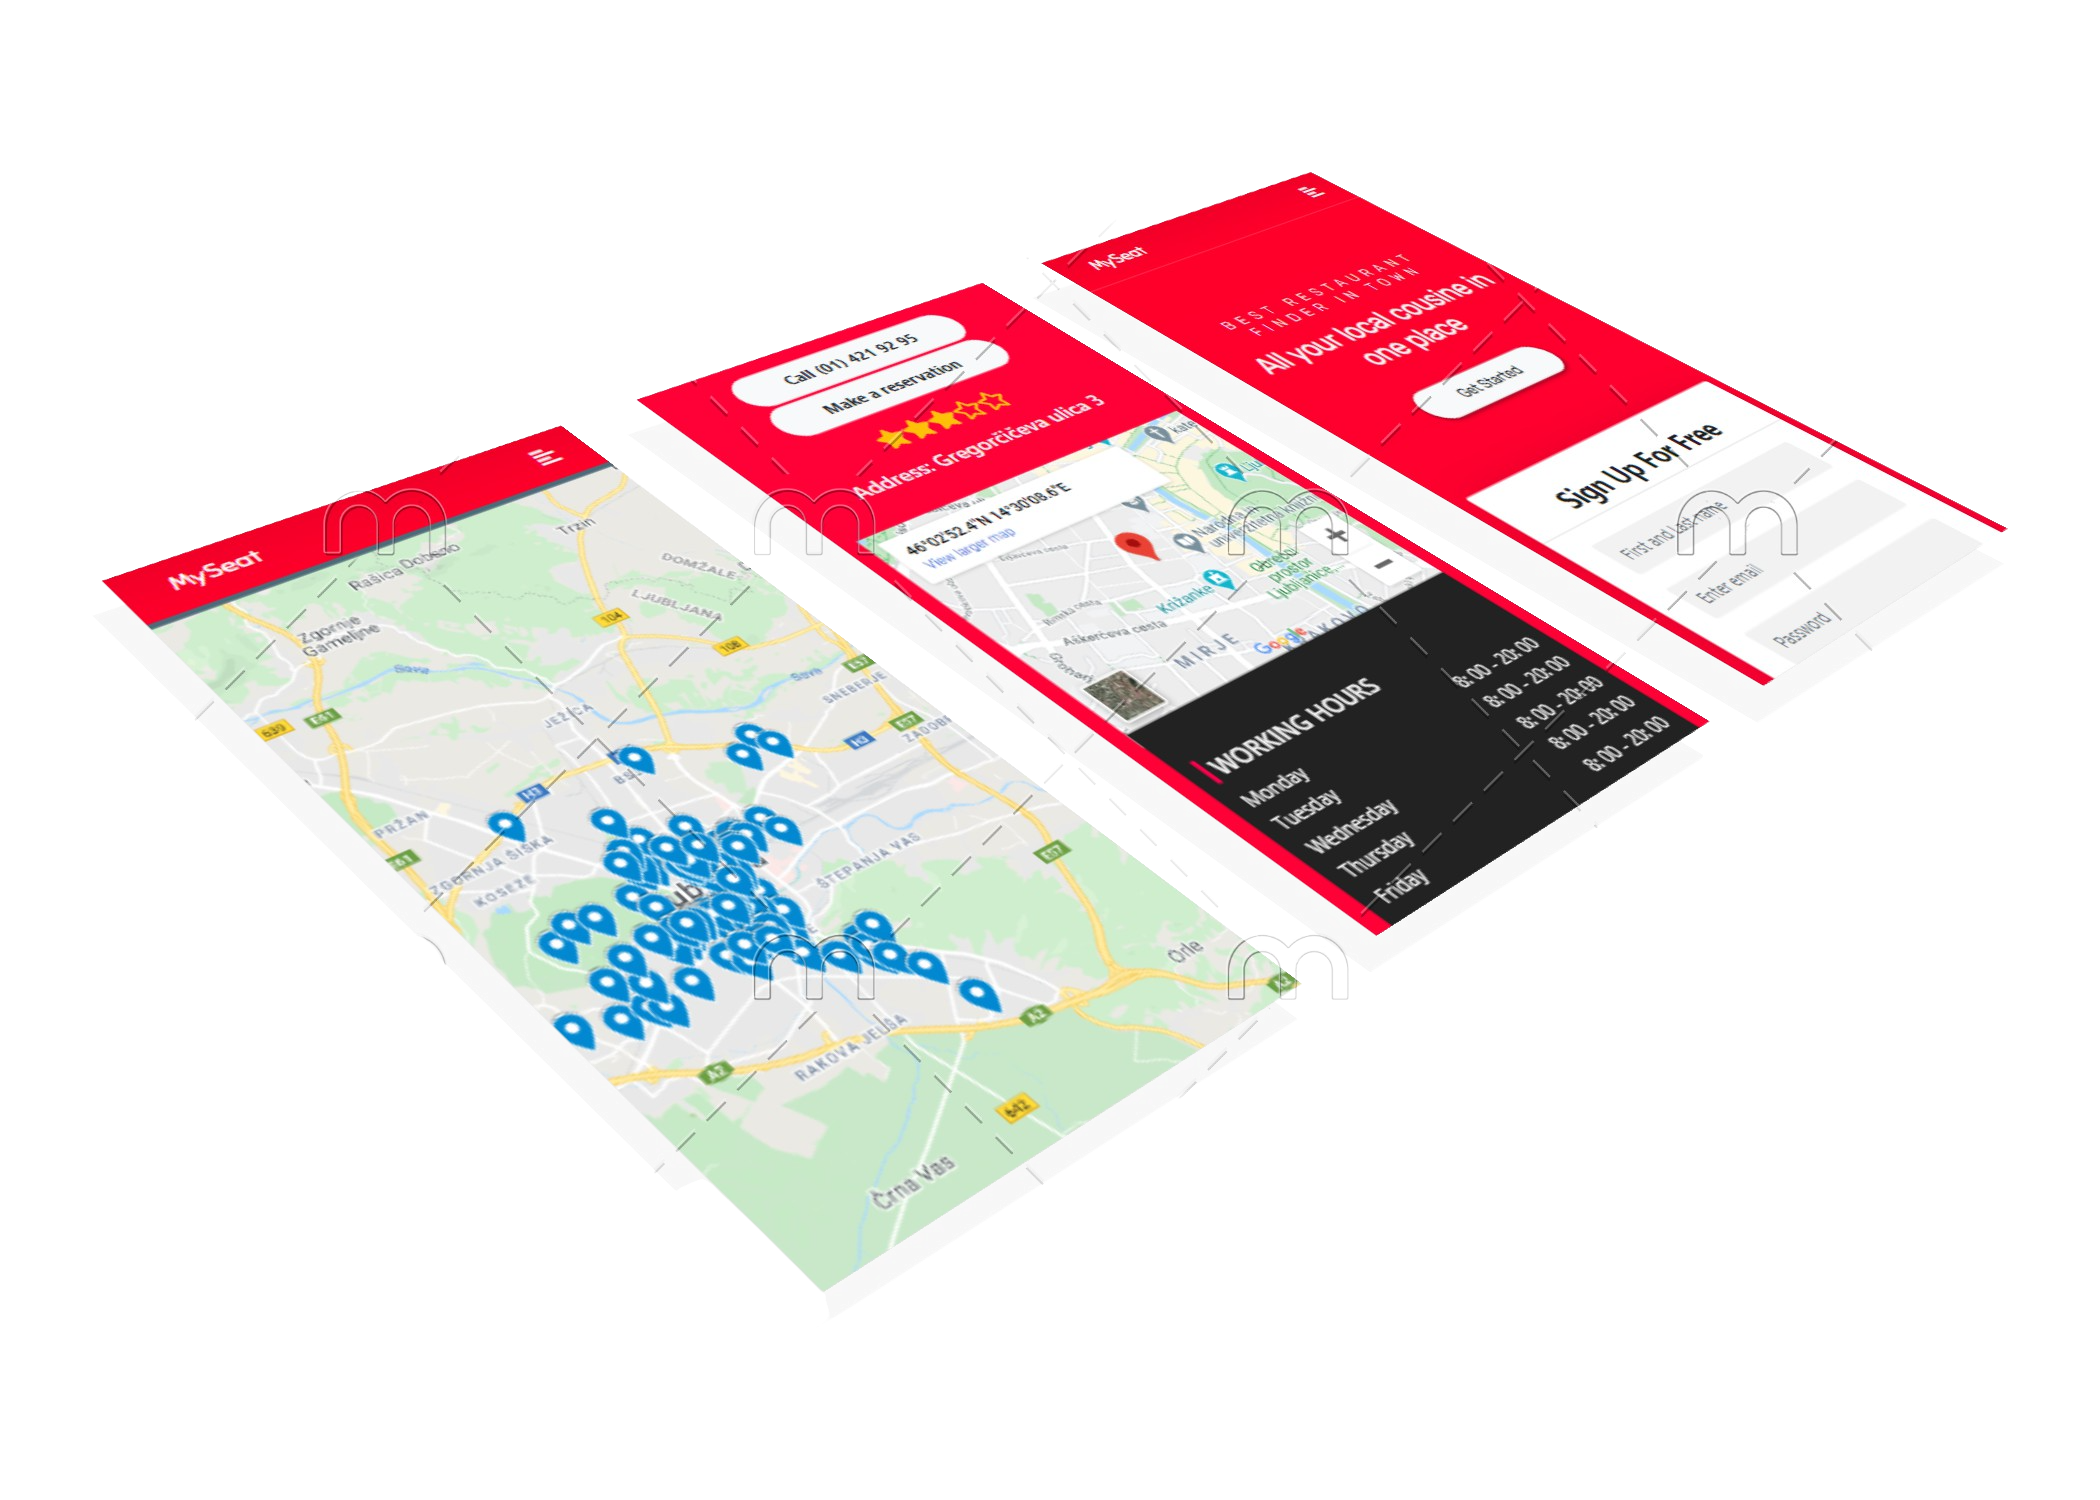 MySeat
Trzin
Dobeno
Rašica
DOMŽALE
LJUBLJANA
Zgornje
Gameljne
104
108
Sava
Sava
E57
SNEBERJE
639
E61
JEŽICA
E57
ZADOBR
H3
H3
PRŽAN
E61
ZGORNJA ŠIŠKA
KOSEZE
ŠTEPANJA VAS
E57
Orle
A2
A2
A2
RAKOVA JELŠA
642
Črna Vas
Call (01) 421 92 95
Make a reservation
Address: Gregorčičeva ulica 3
46°02'52.4"N 14°30'08.6"E
View larger map
Narodna in
univerzitetna knjižn
Križanke
prostor
Ljubljanice,
Aškerčeva cesta
MIRJE
Google
WORKING HOURS
Monday 8:00 - 20:00
Tuesday 8:00 - 20:00
Wednesday 8:00 - 20:00
Thursday 8:00 - 20:00
Friday 8:00 - 20:00
MySeat
BEST RESTAURANT
FINDER IN TOWN
All your local cousine in
one place
Get Started
Sign Up For Free
First and Last name
Enter email
Password